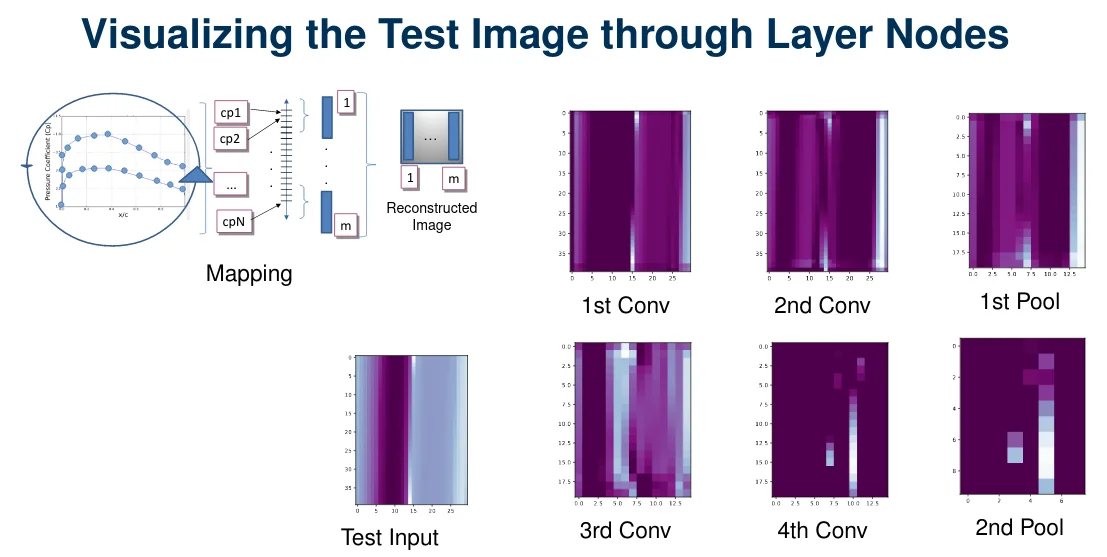 Visualizing the Test Image through Layer Nodes
Pressure Coefficient (Cp)
x/c
cp1
cp2
...
cpN
1
m
...
1
m
Reconstructed
Image
Mapping
0
5
10
15
20
25
30
35
0 5 10 15 20 25
1st Conv
0
5
10
15
20
25
30
35
0 5 10 15 20 25
2nd Conv
0.0
2.5
5.0
7.5
10.0
12.5
15.0
17.5
0.0 2.5 5.0 7.5 10.0 12.5
1st Pool
0
5
10
15
20
25
30
35
0 5 10 15 20 25
Test Input
0.0
2.5
5.0
7.5
10.0
12.5
15.0
17.5
0.0 2.5 5.0 7.5 10.0 12.5
3rd Conv
0.0
2.5
5.0
7.5
10.0
12.5
15.0
17.5
0.0 2.5 5.0 7.5 10.0 12.5
4th Conv
0
2
4
6
8
0 2 4 6
2nd Pool